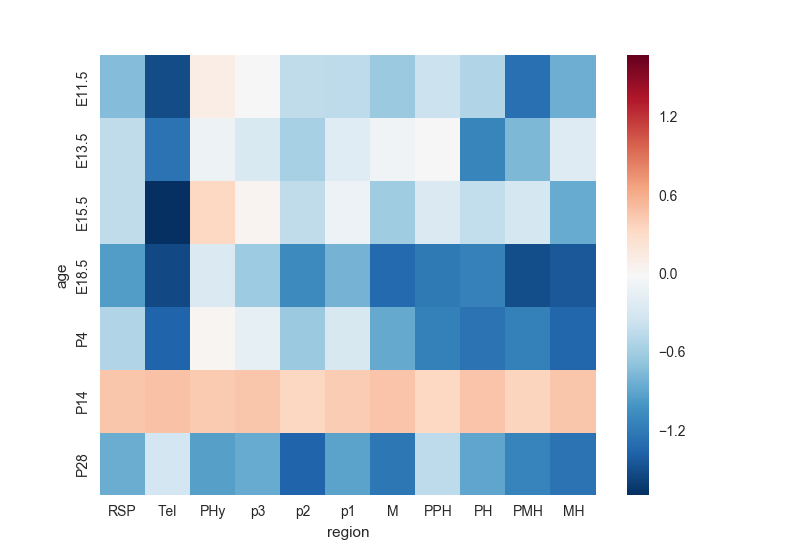 age
E11.5
E13.5
E15.5
E18.5
P4
P14
P28
RSP Tel PHy p3 p2 p1 M PPH PH PMH MH
region
1.2
0.6
0.0
−0.6
−1.2